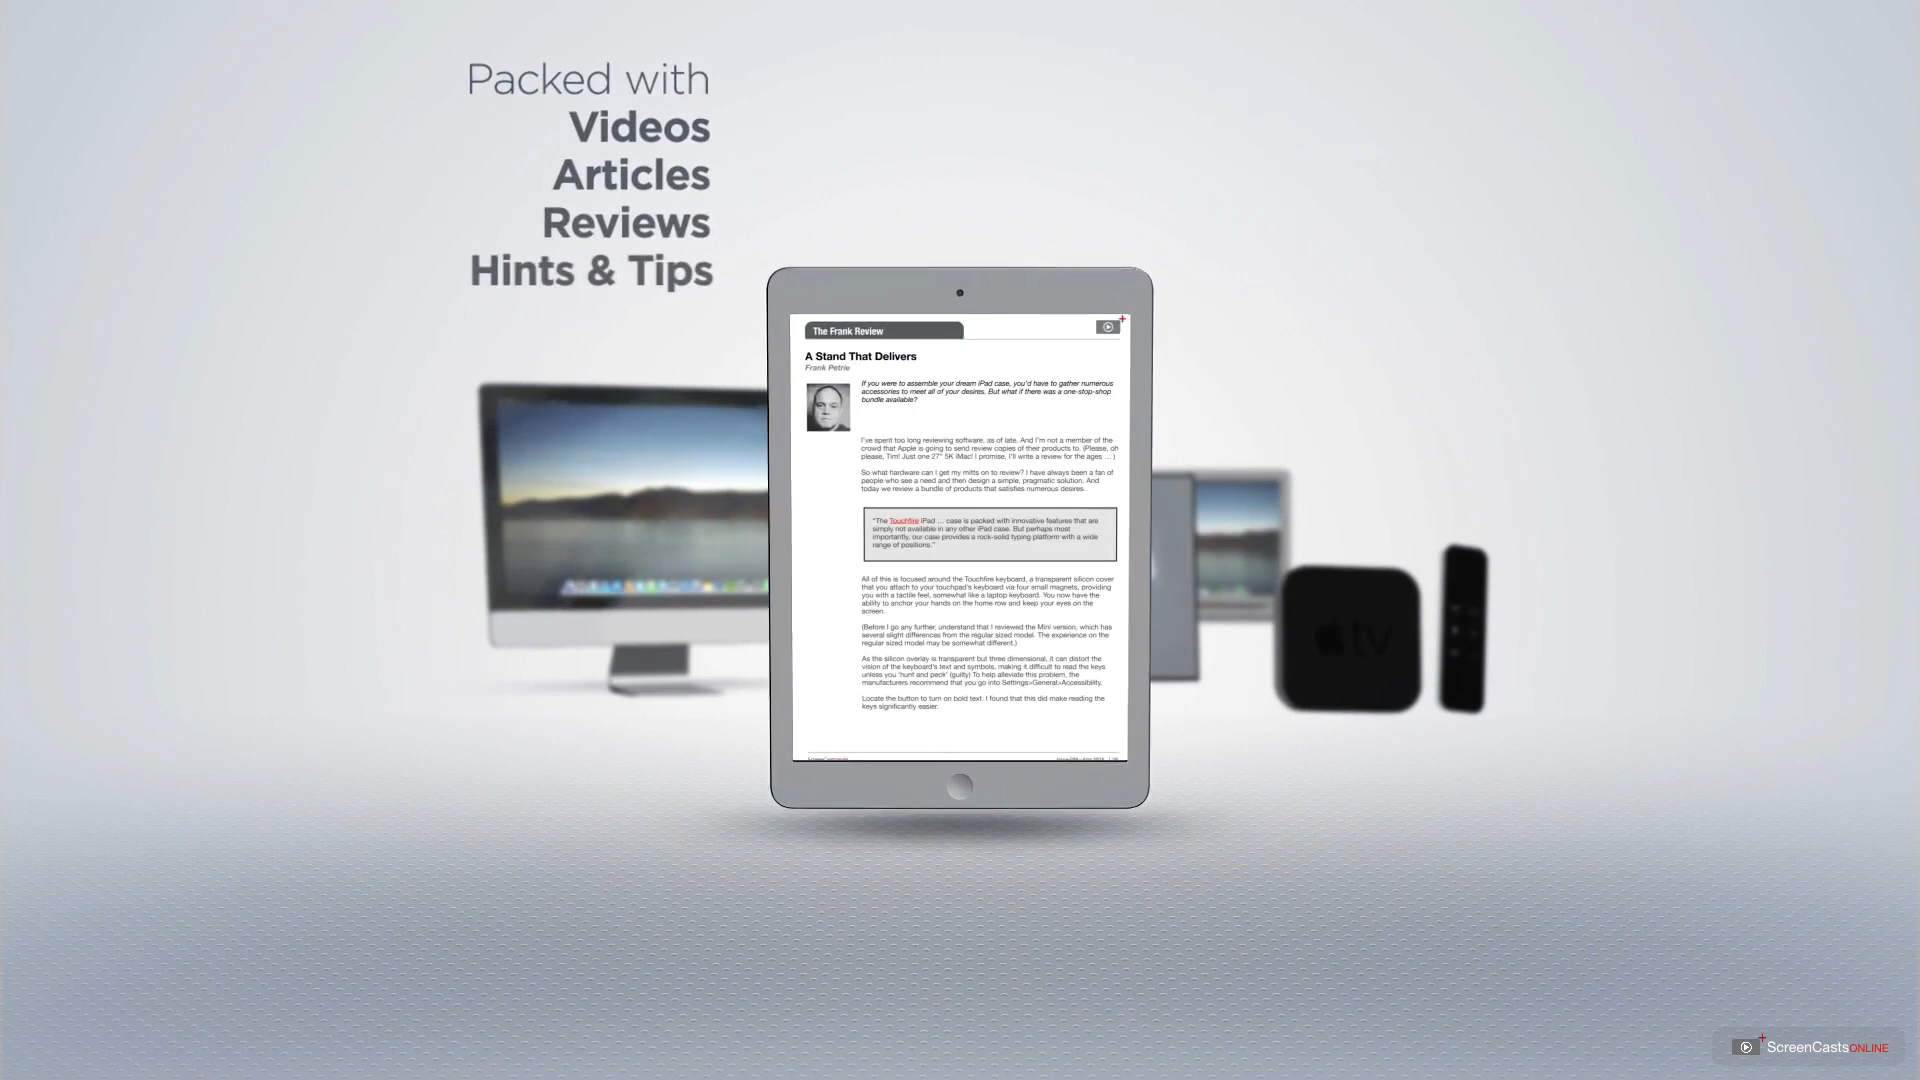 Packed with
Videos
Articles
Reviews
Hints & Tips
The Frank Review
A Stand That Delivers
Frank Petrie
If you were to assemble your dream iPad case, you'd have to gather numerous
accessories to meet all of your desires. But what if there was a one-stop-shop
bundle available?
I've spent too long reviewing software, as of late. And I'm not a member of the
crowd that Apple is going to send review copies of their products to. (Please, oh
please, Tim! Just one 27" 5K iMac! I promise, I'll write a review for the ages ... )
So what hardware can I get my mitts on to review? I have always been a fan of
people who see a need and then design a simple, pragmatic solution. And
today we review a bundle of products that satisfies numerous desires.
"The Touchfire iPad ... case is packed with innovative features that are
simply not available in any other iPad case. But perhaps most
importantly, our case provides a rock-solid typing platform with a wide
range of positions."
All of this is focused around the Touchfire keyboard, a transparent silicon cover
that you attach to your touchpad's keyboard via four small magnets, providing
you with a tactile feel, somewhat like a laptop keyboard. You now have the
ability to anchor your hands on the home row and keep your eyes on the
screen.
(Before I go any further, understand that I reviewed the Mini version, which has
several slight differences from the regular sized model. The experience on the
regular sized model may be somewhat different.)
As the silicon overlay is transparent but three dimensional, it can distort the
vision of the keyboard's text and symbols, making it difficult to read the keys
unless you 'hunt and peck' (guilty) To help alleviate this problem, the
manufacturers recommend that you go into Settings>General>Accessibility.
Locate the button to turn on bold text. I found that this did make reading the
keys significantly easier.
tv
ScreenCastsONLINE